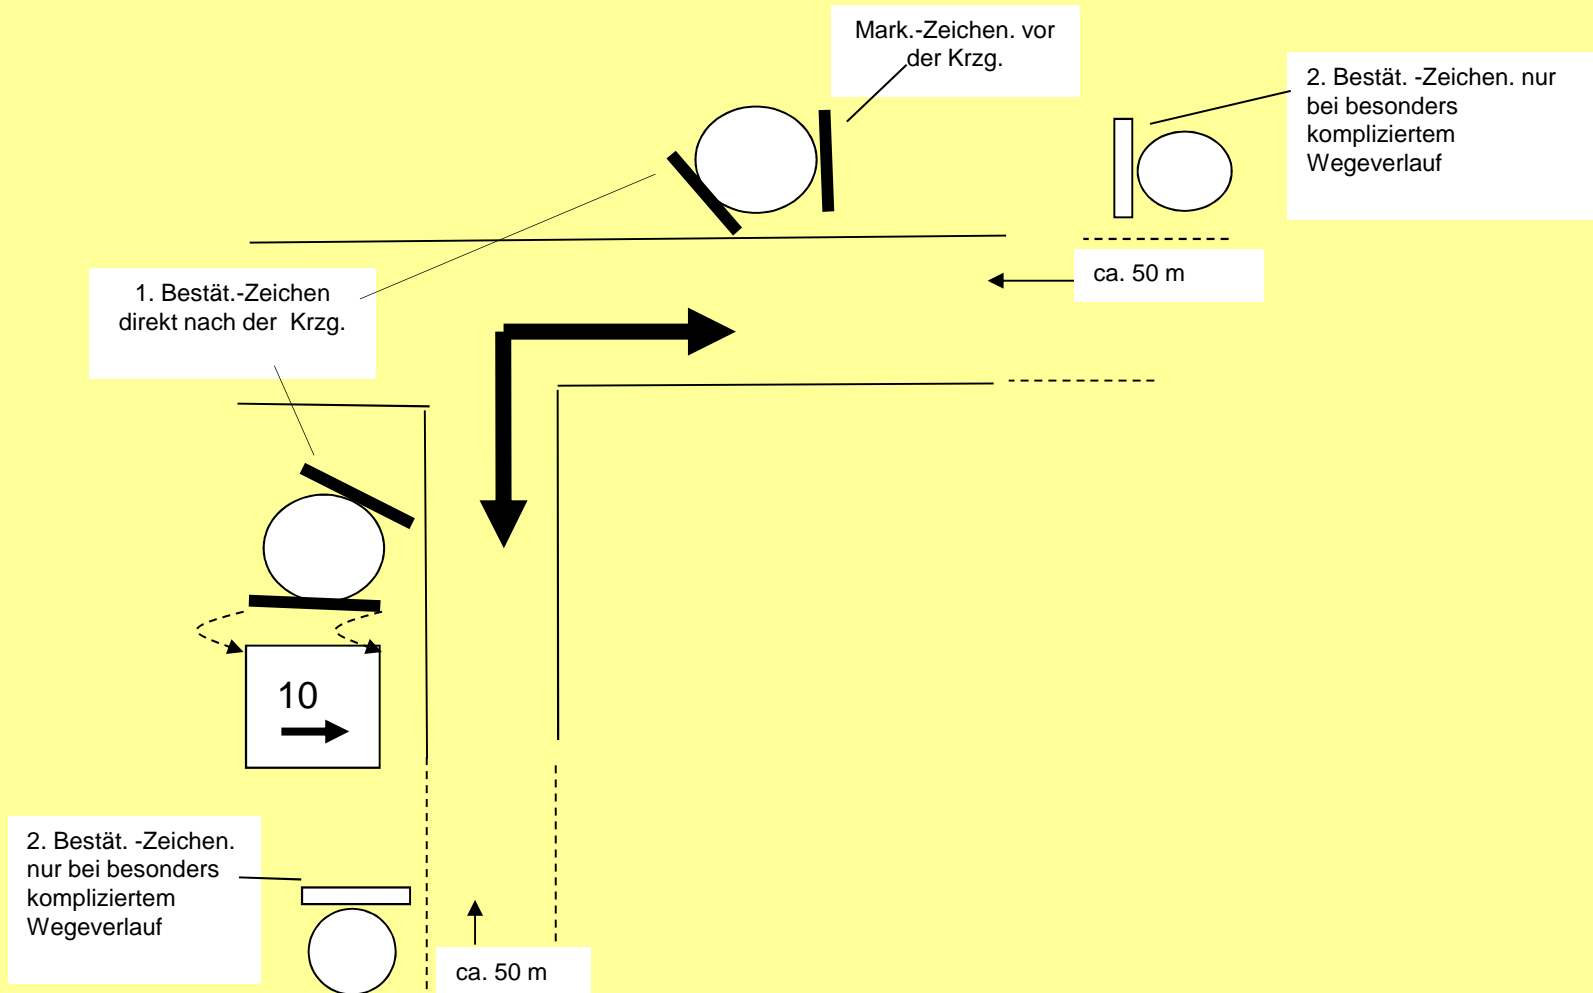 Mark.-Zeichen. vor
der Krzg.
2. Bestät. -Zeichen. nur
bei besonders
kompliziertem
Wegeverlauf
ca. 50 m
1. Bestät.-Zeichen
direkt nach der  Krzg.
10
2. Bestät. -Zeichen.
nur bei besonders
kompliziertem
Wegeverlauf
ca. 50 m